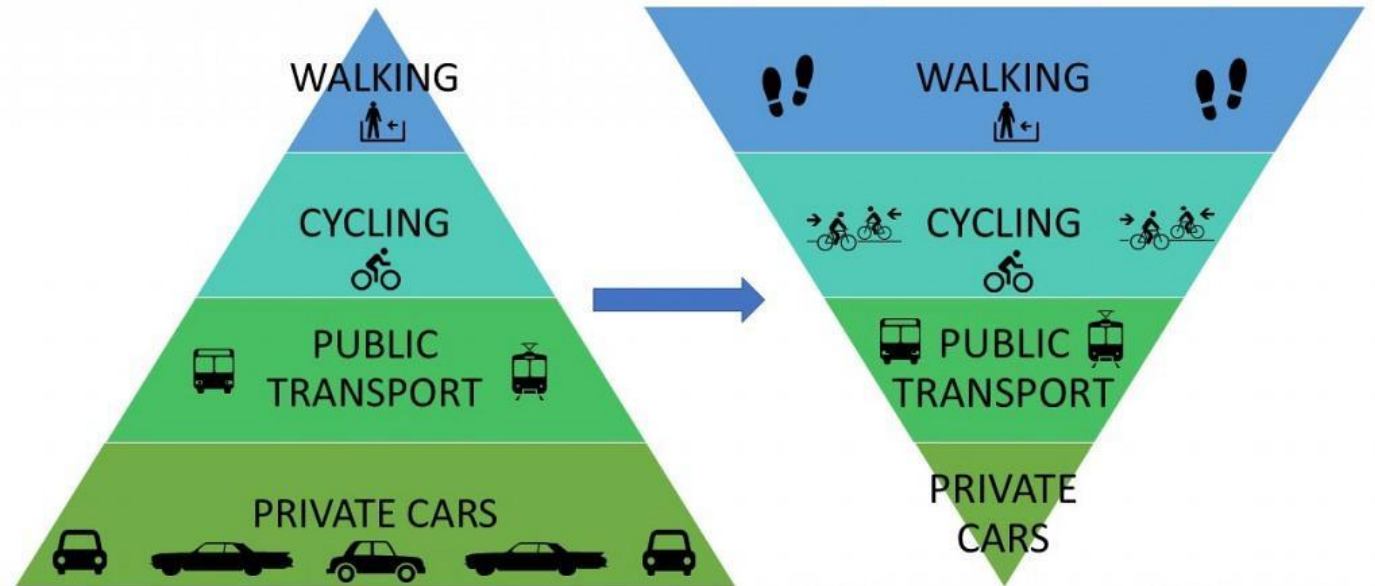 WALKING
CYCLING
PUBLIC
TRANSPORT
PRIVATE CARS
WALKING
CYCLING
PUBLIC
TRANSPORT
PRIVATE
CARS